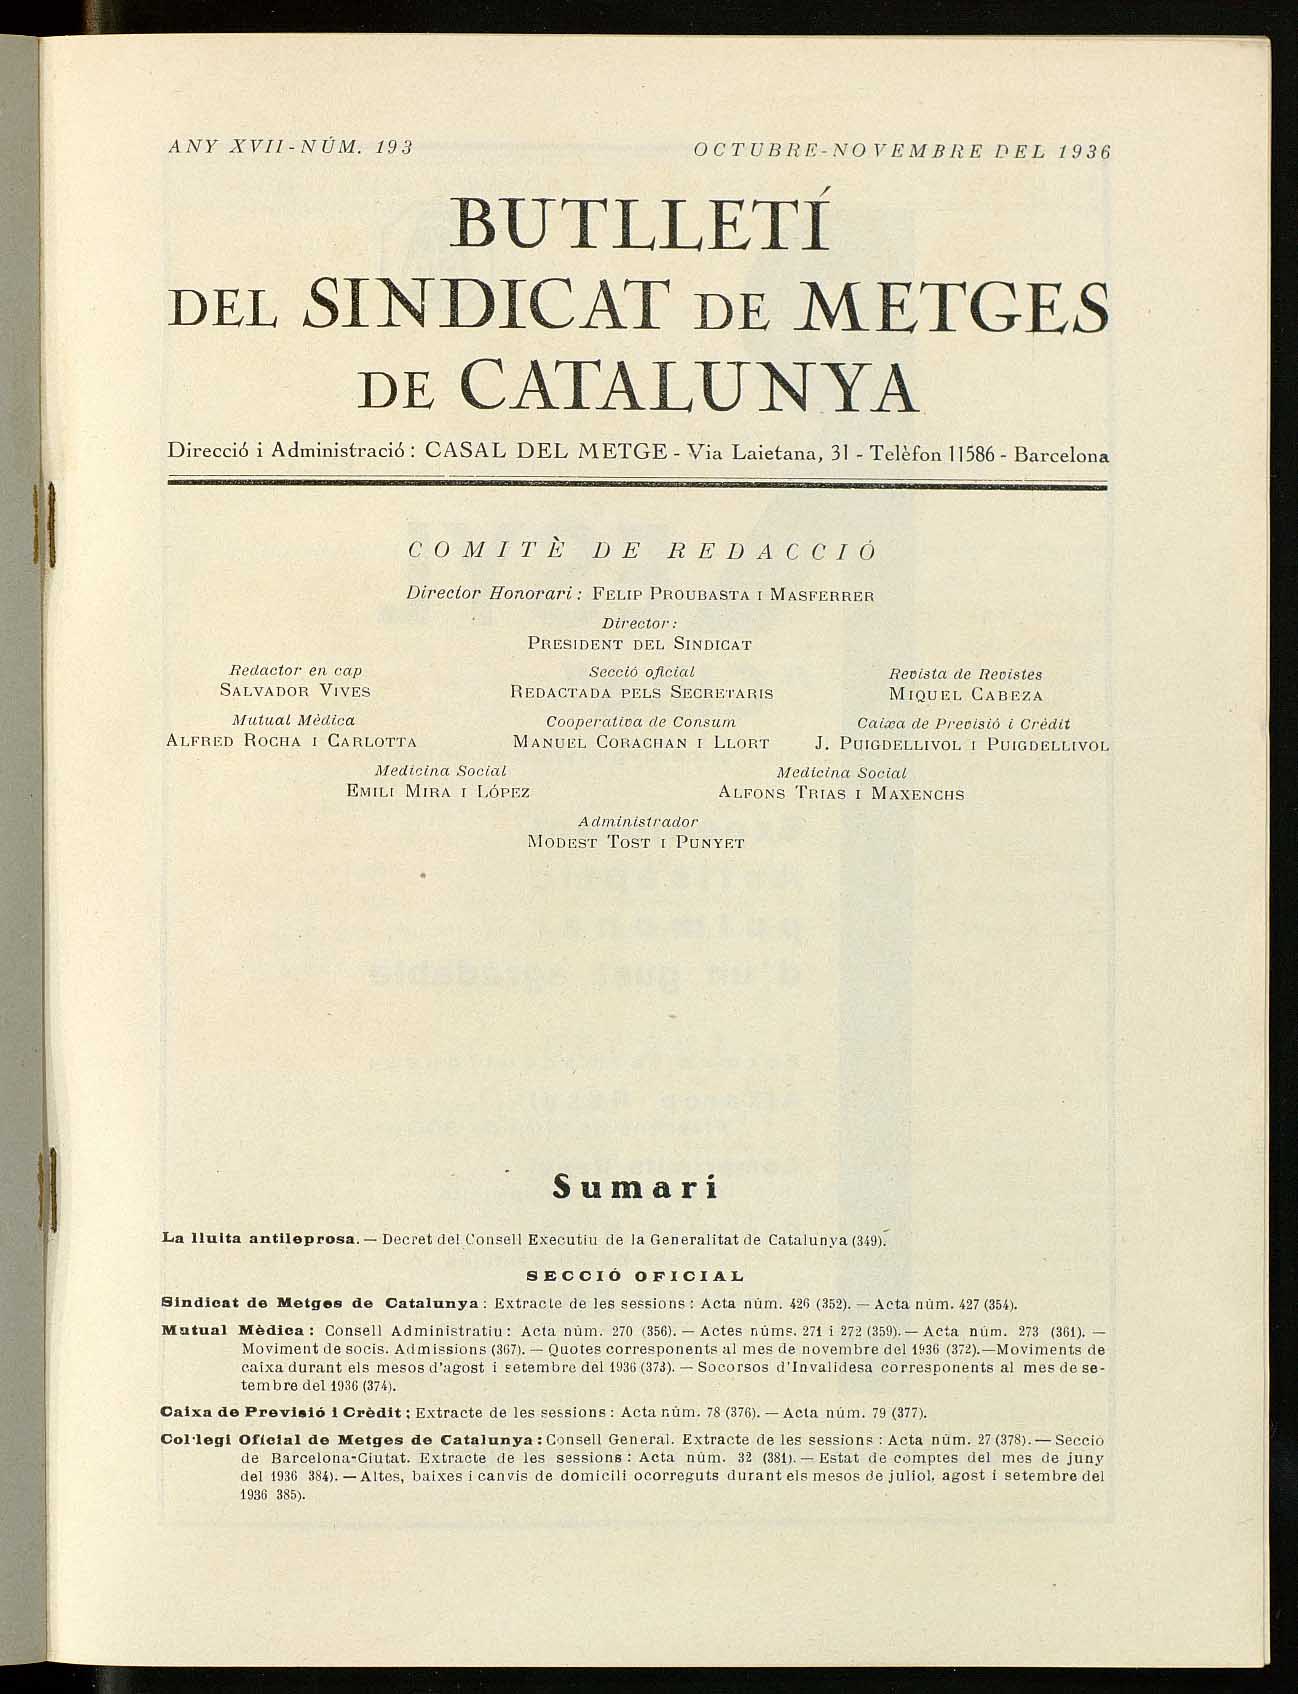 ANY XVII-NÚM. 193
OCTUBRE-NOVEMBRE DEL 1936
BUTLLETÍ
DEL SINDICAT DE METGES
DE CATALUNYA
Direcció i Administració: CASAL DEL METGE - Via Laietana, 31 - Telèfon 11586 - Barcelona
COMITÈ DE REDACCIÓ
Director Honorari: FELIP PROUBASTA I MASFERRER
Director:
PRESIDENT DEL SINDICAT
Redactor en cap
SALVADOR VIVES
Secció oficial
REDACTADA PELS SECRETARIS
Revista de Revistes
MIQUEL CABEZA
Mutual Mèdica
ALFRED ROCHA I CARLOTTA
Cooperativa de Consum
MANUEL CORACHAN I LLORT
Caixa de Previsió i Crèdit
J. PUIGDELLIVOL I PUIGDELLIVOL
Medicina Social
EMILI MIRA I LÓPEZ
Medicina Social
ALFONS TRIAS I MAXENCHS
Administrador
MODEST TOST I PUNYET
Sumari
La lluita antileprosa. — Decret del Consell Executiu de la Generalitat de Catalunya (349).
SECCIÓ OFICIAL
Sindicat de Metges de Catalunya: Extracte de les sessions: Acta núm. 426 (352). — Acta núm. 427 (354).
Mutual Mèdica: Consell Administratiu: Acta núm. 270 (356). — Actes núms. 271 i 272 (359). — Acta núm. 273 (361). —
Moviment de socis. Admissions (367). — Quotes corresponents al mes de novembre del 1936 (372).—Moviments de
caixa durant els mesos d'agost i setembre del 1936 (373). — Socorsos d'Invalidesa corresponents al mes de se-
tembre del 1936 (374).
Caixa de Previsió i Crèdit; Extracte de les sessions: Acta núm. 78 (376). — Acta núm. 79 (377).
Col·legi Oficial de Metges de Catalunya: Consell General. Extracte de les sessions: Acta núm. 27 (378). — Secció
de Barcelona-Ciutat. Extracte de les sessions: Acta núm. 32 (381). — Estat de comptes del mes de juny
del 1936 384). — Altes, baixes i canvis de domicili ocorreguts durant els mesos de juliol, agost i setembre del
1936 385).